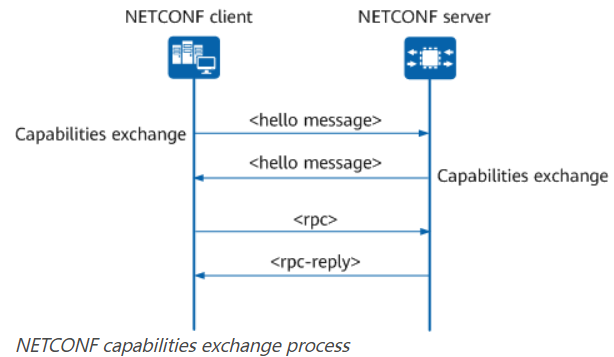 NETCONF client
NETCONF server
<hello message>
Capabilities exchange
<hello message>
Capabilities exchange
<rpc>
<rpc-reply>
NETCONF capabilities exchange process